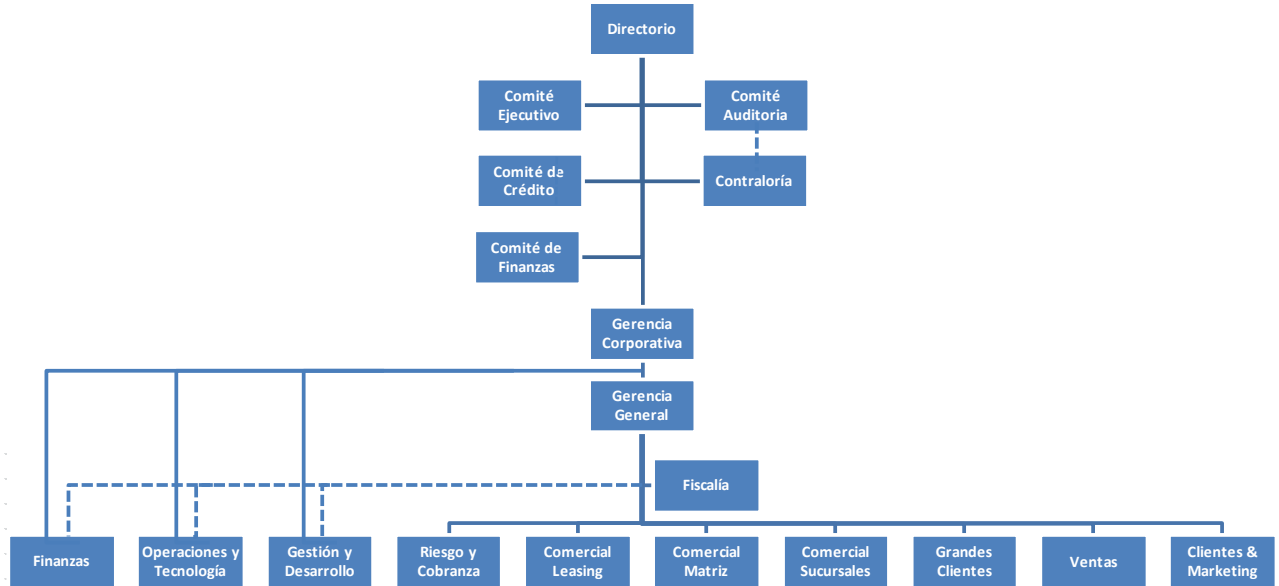 Directorio
Comité
Ejecutivo
Comité
Auditoria
Comité de
Crédito
Contraloría
Comité de
Finanzas
Gerencia
Corporativa
Gerencia
General
Fiscalía
Finanzas
Operaciones y
Tecnología
Gestión y
Desarrollo
Riesgo y
Cobranza
Comercial
Leasing
Comercial
Matriz
Comercial
Sucursales
Grandes
Clientes
Ventas
Clientes &
Marketing